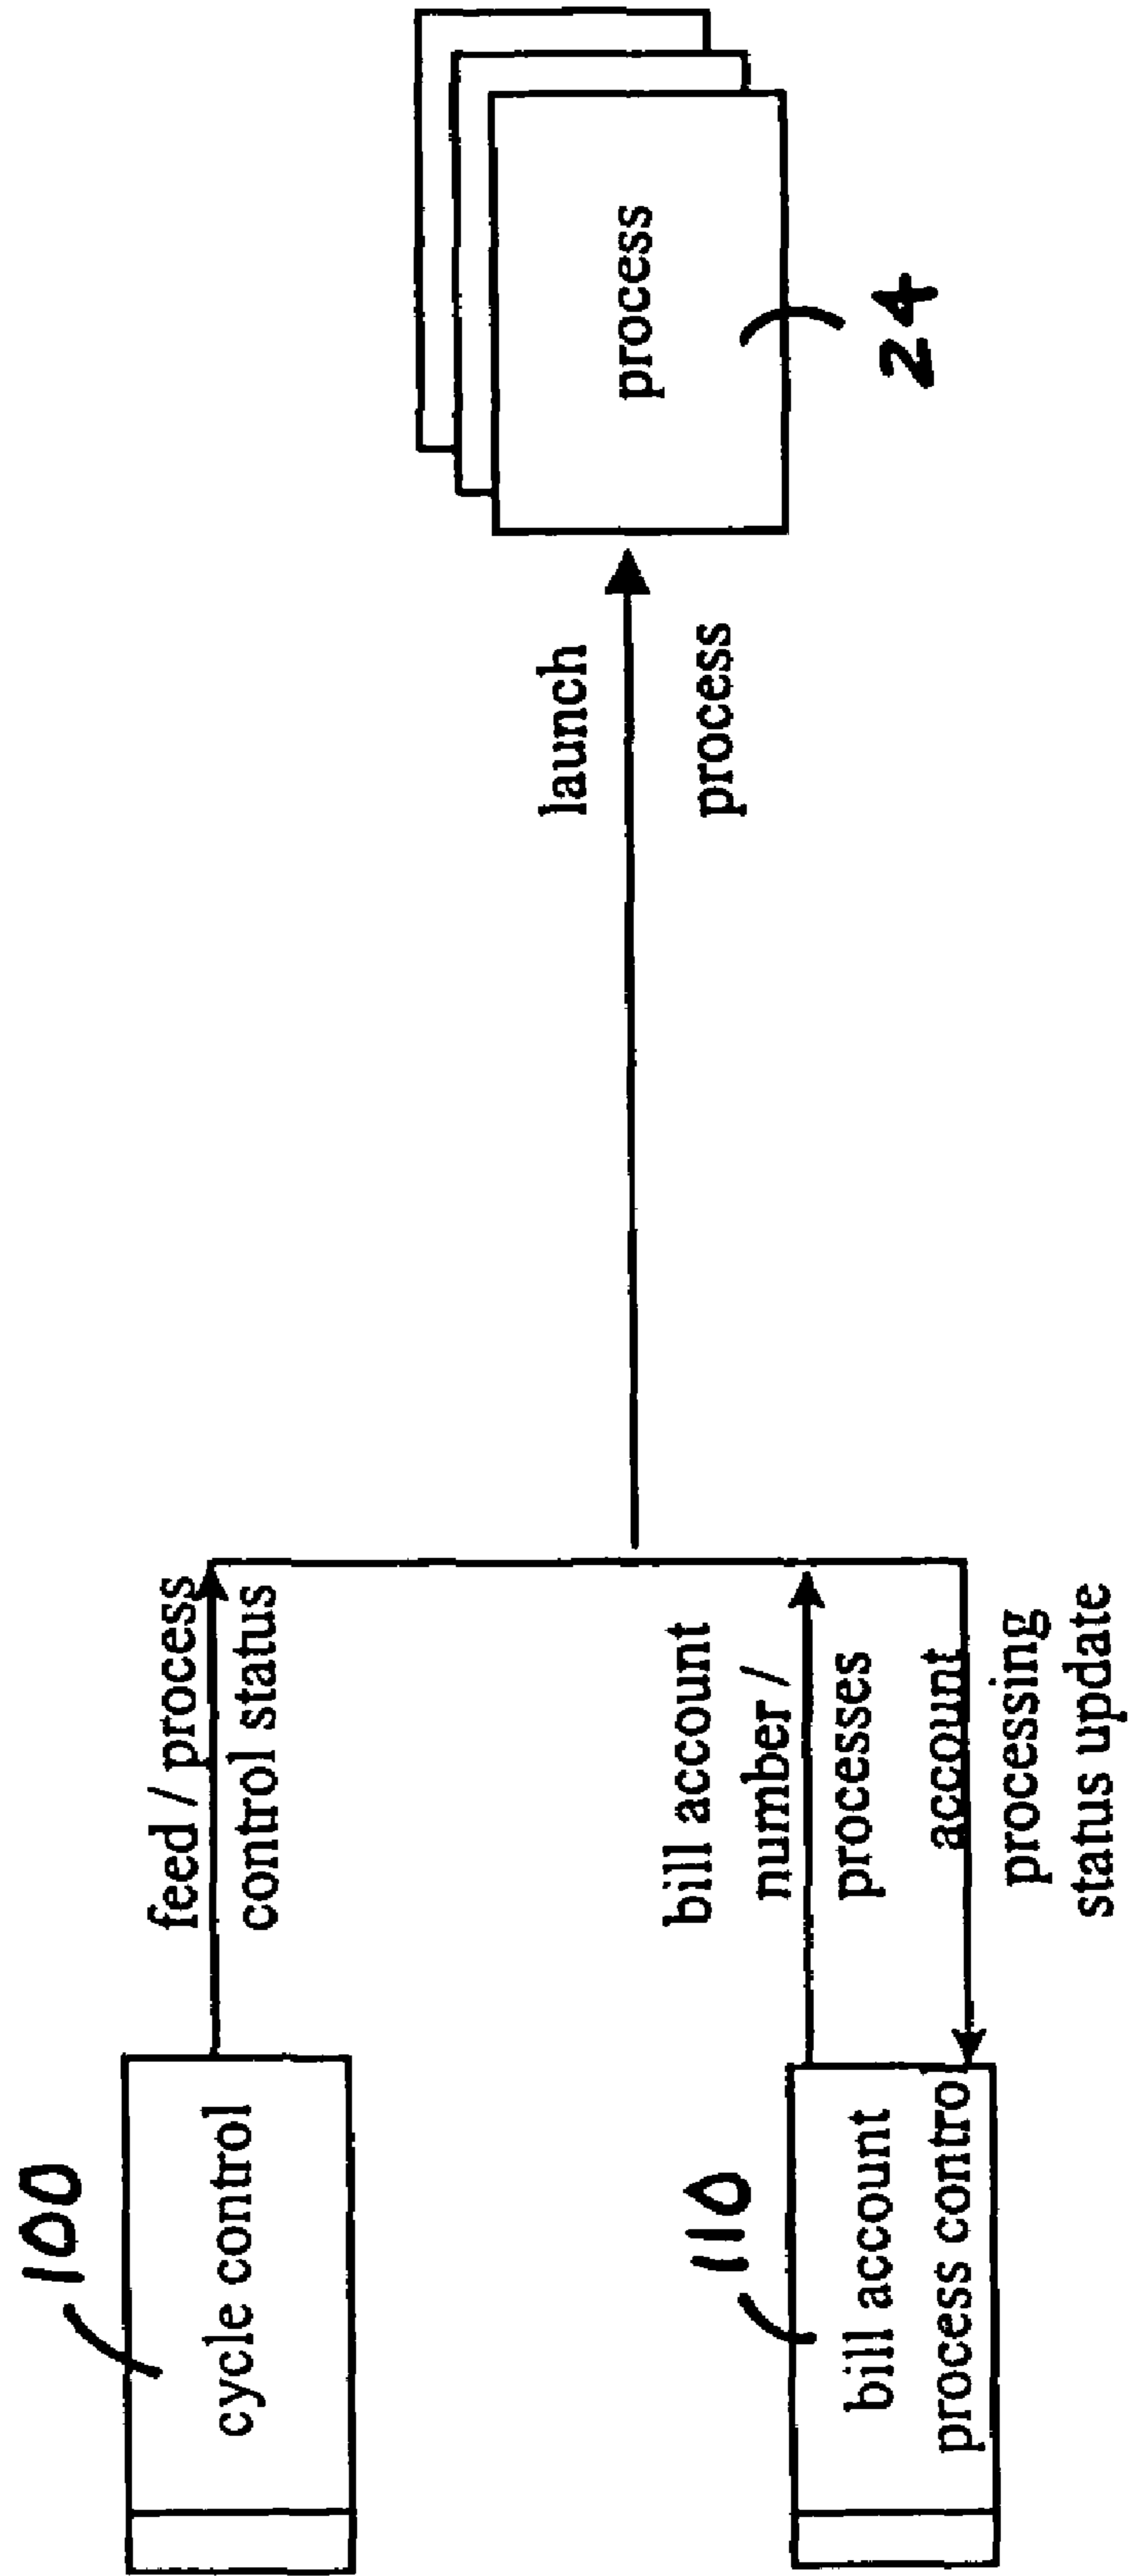 100
cycle control
feed / process
control status
110
bill account
process control
bill account
number /
processes
account
processing
status update
launch
process
process
24